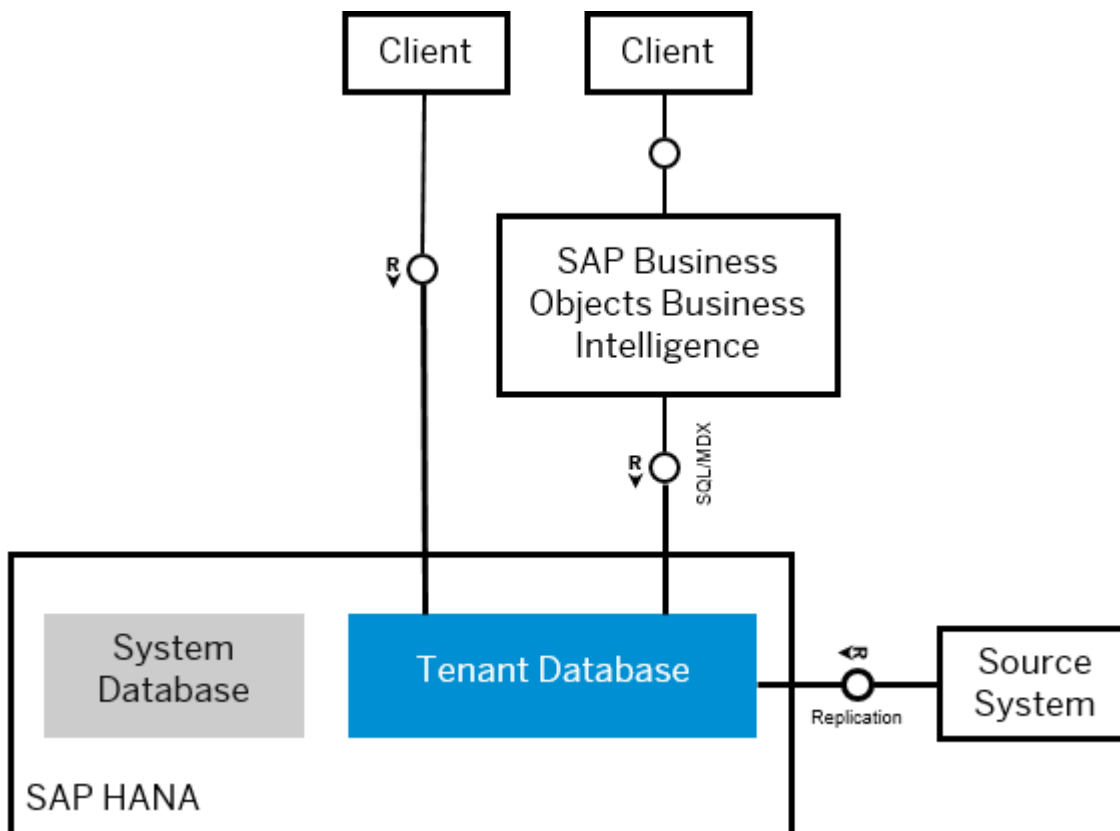 Client
Client
R
SAP Business
Objects Business
Intelligence
R
SQL/MDX
System
Database
Tenant Database
R
Replication
Source
System
SAP HANA